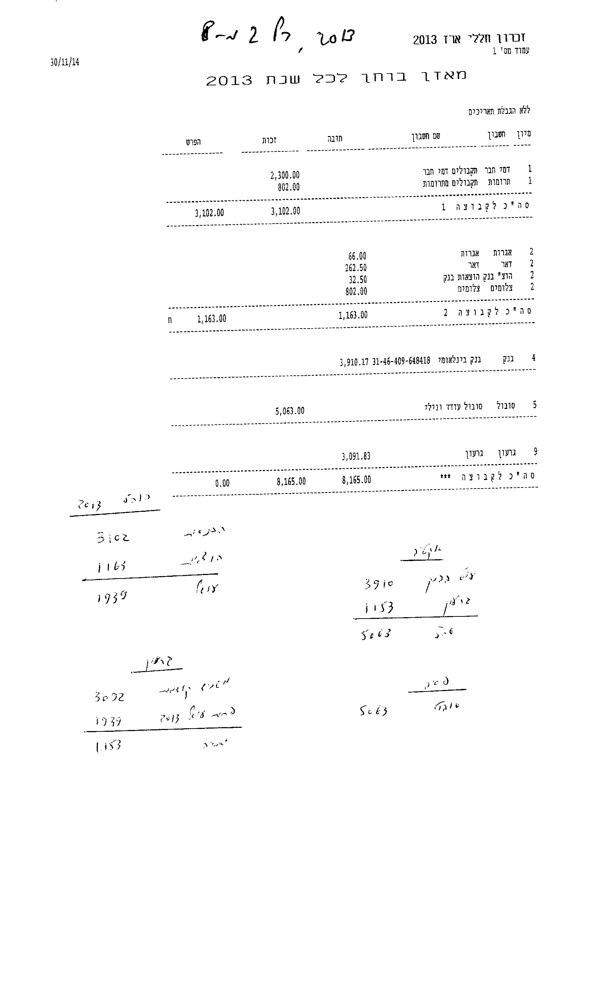 דף 2 מ-8, 2013
זכרון חללי ארז 2013
עמוד מס' 1
30/11/14
מאזן בוחן לכל שנת 2013
ללא הגבלת תאריכים
מיון חשבון שם חשבון חובה זכות הפרש
1 דמי חבר תקבולים דמי חבר 2,300.00
1 תרומות תקבולים מתרומות 802.00
סה"כ לקבוצה 1 3,102.00 3,102.00
2 אגרות אגרות 66.00
2 דאר דאר 262.50
2 הוצ" בנק הוצאות בנק 32.50
2 צלומים צלומים 802.00
סה"כ לקבוצה 2 1,163.00 1,163.00 ח
4 בנק בנק בינלאומי 31-46-409-648418 3,910.17
5 סובול סובול עודד ונילי 5,063.00
9 גרעון גרעון 3,091.83
סה"כ לקבוצה *** 8,165.00 8,165.00 0.00
2013
הכנסות 3102
הוצאות 1163
עודף 1939
אקטיב
עו"ש בבנק 3910
גרעון 1153
סה"כ 5063
גרעון
משנים קודמות 3092
פחות עודף 2013 1939
יתרה 1153
פסיב
סובול 5063